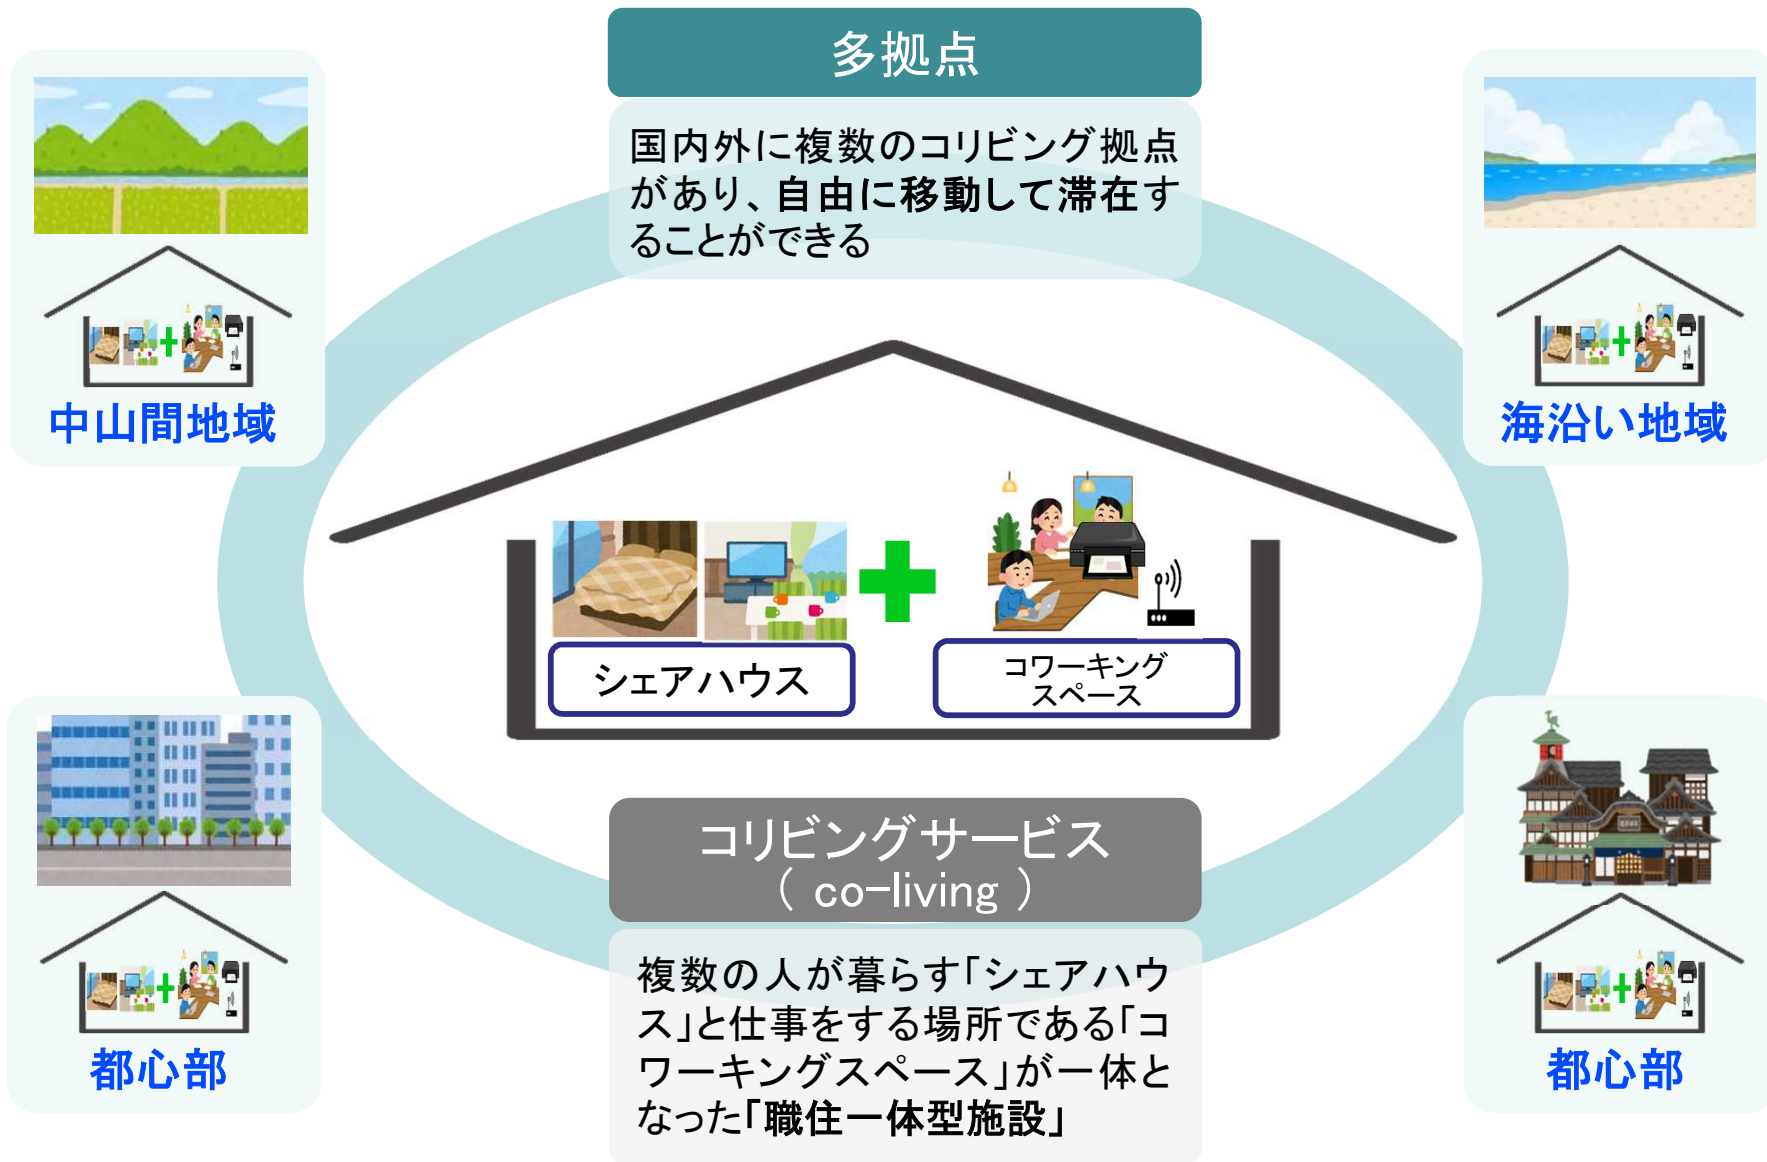 多拠点
国内外に複数のコリビング拠点
があり、自由に移動して滞在す
ることができる
中山間地域
海沿い地域
シェアハウス
コワーキング
スペース
コリビングサービス
( co-living )
複数の人が暮らす「シェアハウ
ス」と仕事をする場所である「コ
ワーキングスペース」が一体と
なった「職住一体型施設」
都心部
都心部